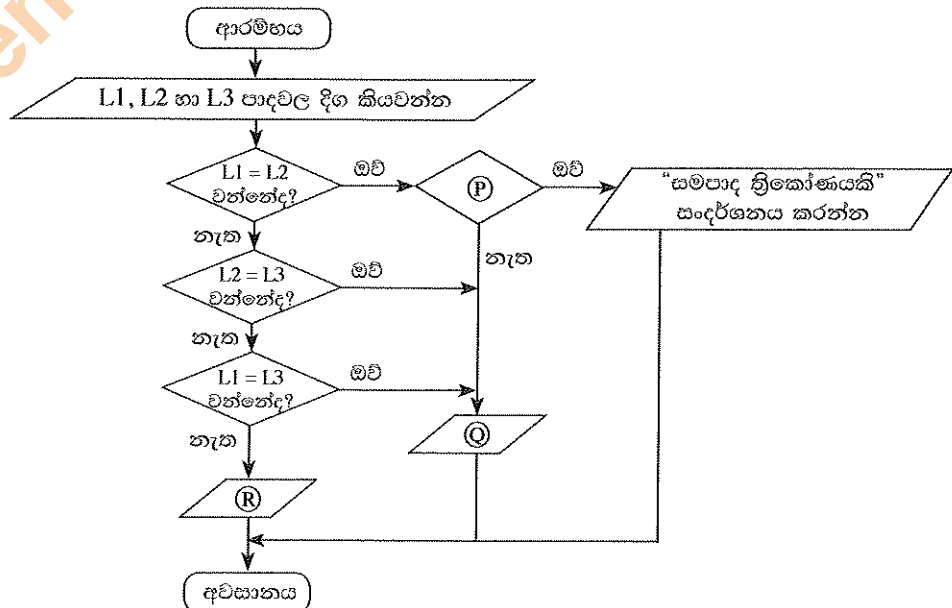 ආරම්භය
L1, L2 හා L3 පාදවල දිග කියවන්න
L1 = L2
වන්නේද?
ඔව්
P
ඔව්
"සමපාද ත්‍රිකෝණයකි"
සංදර්ශනය කරන්න
නැත
නැත
L2 = L3
වන්නේද?
ඔව්
නැත
L1 = L3
වන්නේද?
ඔව්
නැත
Q
R
අවසානය